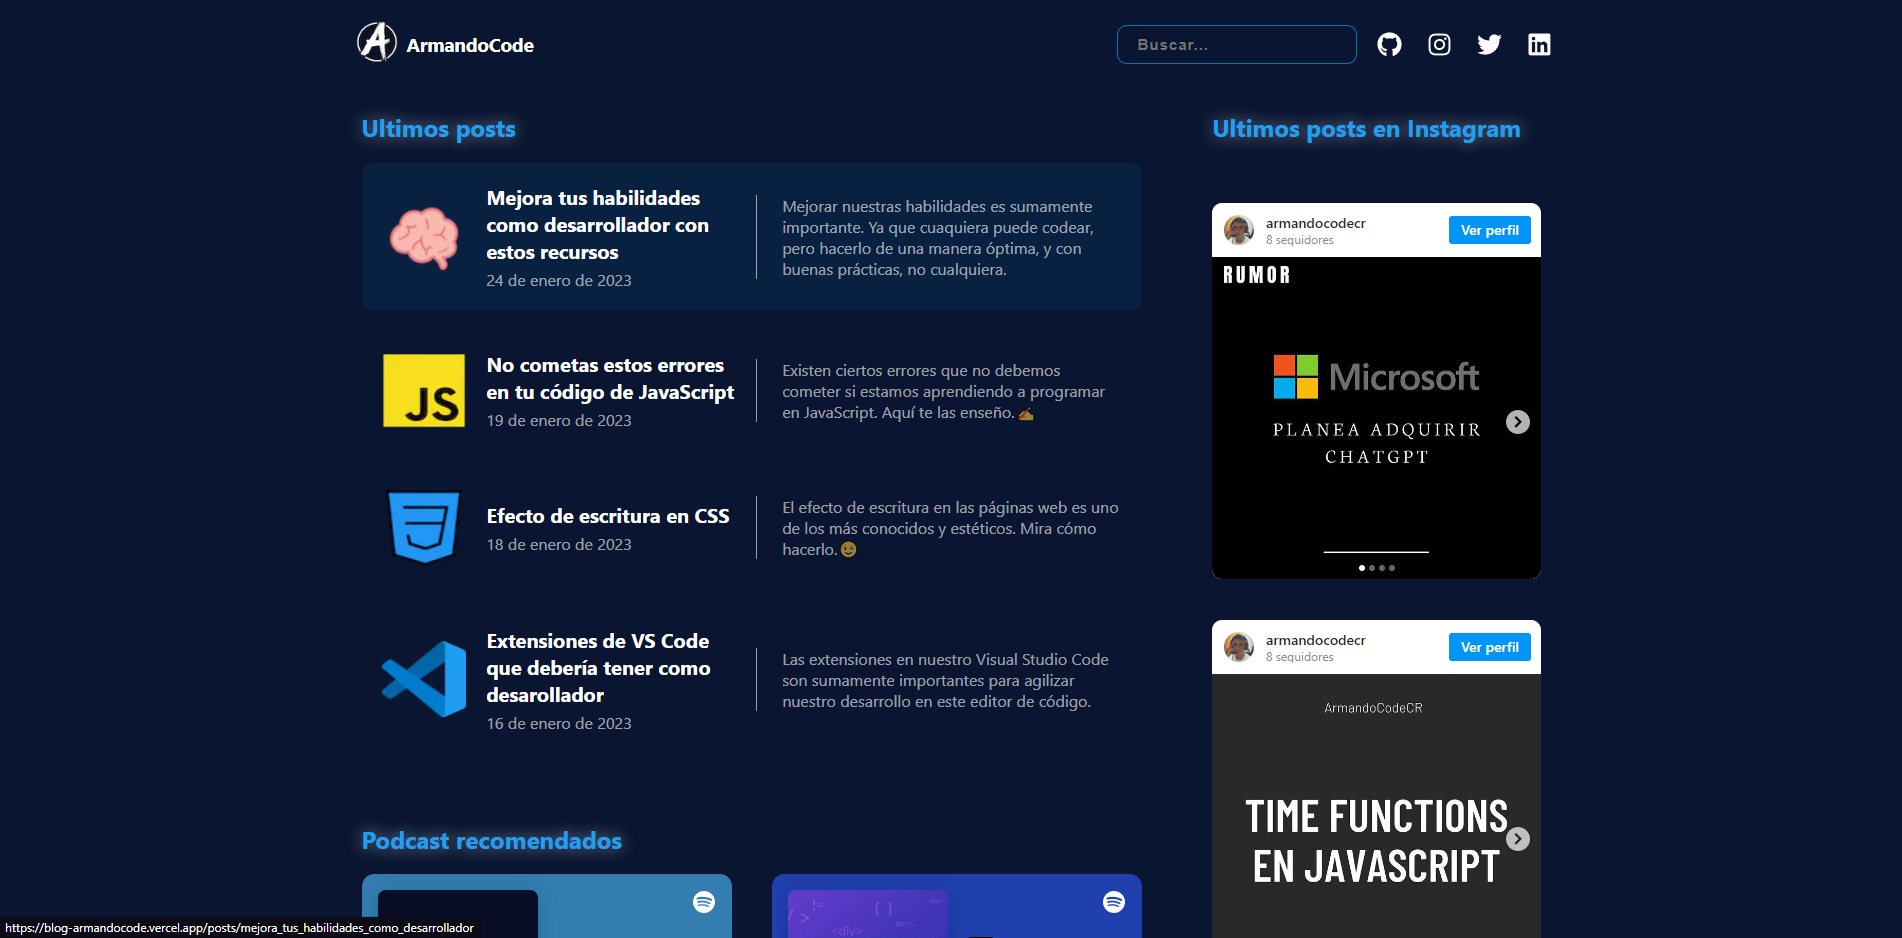 ArmandoCode
Buscar...
Ultimos posts
Mejora tus habilidades
como desarrollador con
estos recursos
24 de enero de 2023
Mejorar nuestras habilidades es sumamente
importante. Ya que cuaquiera puede codear,
pero hacerlo de una manera óptima, y con
buenas prácticas, no cualquiera.
JS
No cometas estos errores
en tu código de JavaScript
19 de enero de 2023
Existen ciertos errores que no debemos
cometer si estamos aprendiendo a programar
en JavaScript. Aquí te las enseño.✍
Efecto de escritura en CSS
18 de enero de 2023
El efecto de escritura en las páginas web es uno
de los más conocidos y estéticos. Mira cómo
hacerlo.😉
Extensiones de VS Code
que debería tener como
desarollador
16 de enero de 2023
Las extensiones en nuestro Visual Studio Code
son sumamente importantes para agilizar
nuestro desarrollo en este editor de código.
Podcast recomendados
!=
{ }
/ >
<div>
Ultimos posts en Instagram
armandocodecr
8 seguidores
Ver perfil
RUMOR
Microsoft
PLANEA ADQUIRIR
CHATGPT
armandocodecr
8 seguidores
Ver perfil
ArmandoCodeCR
TIME FUNCTIONS
EN JAVASCRIPT
https://blog-armandocode.vercel.app/posts/mejora_tus_habilidades_como_desarrollador